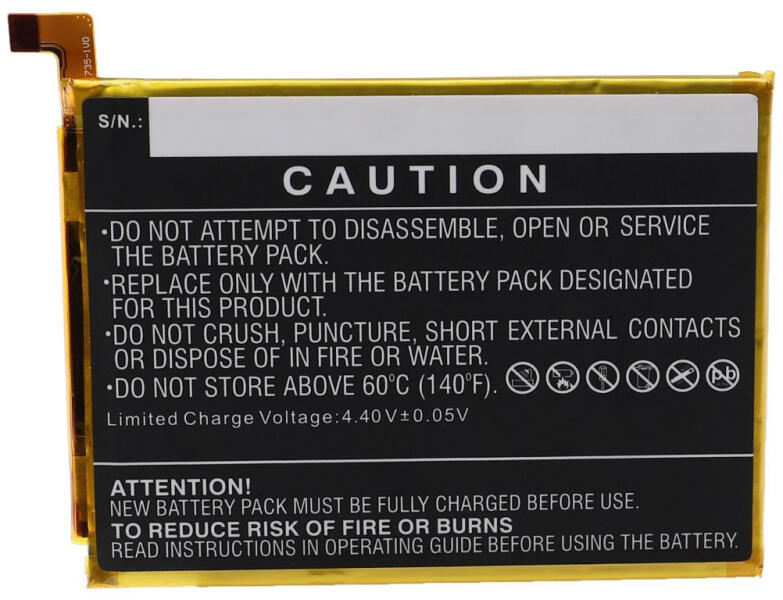 735-1V0
S/N.:
CAUTION
•DO NOT ATTEMPT TO DISASSEMBLE, OPEN OR SERVICE
THE BATTERY PACK.
•REPLACE ONLY WITH THE BATTERY PACK DESIGNATED
FOR THIS PRODUCT.
•DO NOT CRUSH, PUNCTURE, SHORT EXTERNAL CONTACTS
OR DISPOSE OF IN FIRE OR WATER.
•DO NOT STORE ABOVE 60°C (140°F). Pb
Limited Charge Voltage:4.40V±0.05V
ATTENTION!
NEW BATTERY PACK MUST BE FULLY CHARGED BEFORE USE.
TO REDUCE RISK OF FIRE OR BURNS
READ INSTRUCTIONS IN OPERATING GUIDE BEFORE USING THE BATTERY.